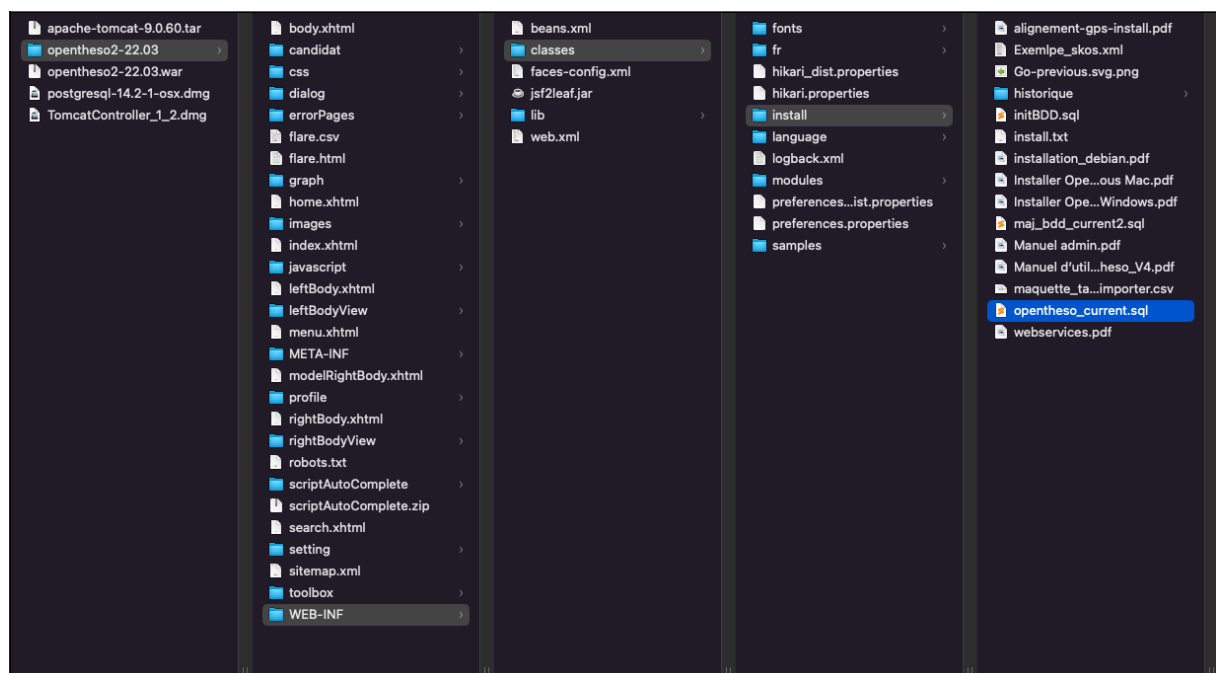 apache-tomcat-9.0.60.tar
opentheso2-22.03
opentheso2-22.03.war
postgresql-14.2-1-osx.dmg
TomcatController_1_2.dmg
body.xhtml
candidat
css
dialog
errorPages
flare.csv
flare.html
graph
home.xhtml
images
index.xhtml
javascript
leftBody.xhtml
leftBodyView
menu.xhtml
META-INF
modelRightBody.xhtml
profile
rightBody.xhtml
rightBodyView
robots.txt
scriptAutoComplete
scriptAutoComplete.zip
search.xhtml
setting
sitemap.xml
toolbox
WEB-INF
beans.xml
classes
faces-config.xml
jsf2leaf.jar
lib
web.xml
fonts
fr
hikari_dist.properties
hikari.properties
install
language
logback.xml
modules
preferences...ist.properties
preferences.properties
samples
alignement-gps-install.pdf
Exemlpe_skos.xml
Go-previous.svg.png
historique
initBDD.sql
install.txt
installation_debian.pdf
Installer Ope...ous Mac.pdf
Installer Ope...Windows.pdf
maj_bdd_current2.sql
Manuel admin.pdf
Manuel d'util...heso_V4.pdf
maquette_ta...importer.csv
opentheso_current.sql
webservices.pdf